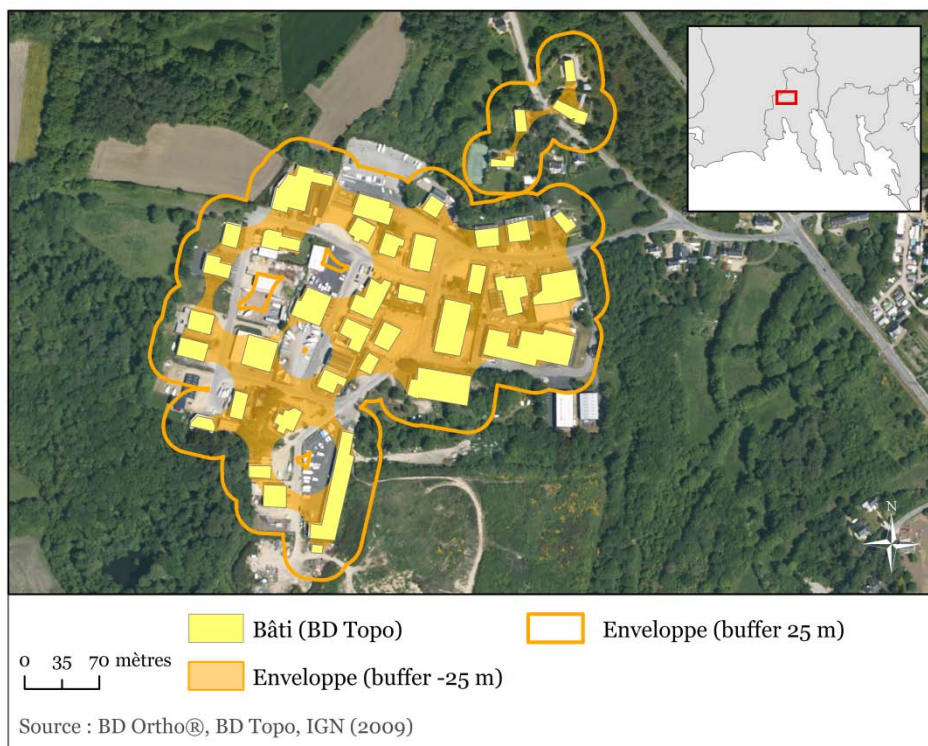 N
Bâti (BD Topo)
Enveloppe (buffer 25 m)
0 35 70 mètres
Enveloppe (buffer -25 m)
Source : BD Ortho®, BD Topo, IGN (2009)